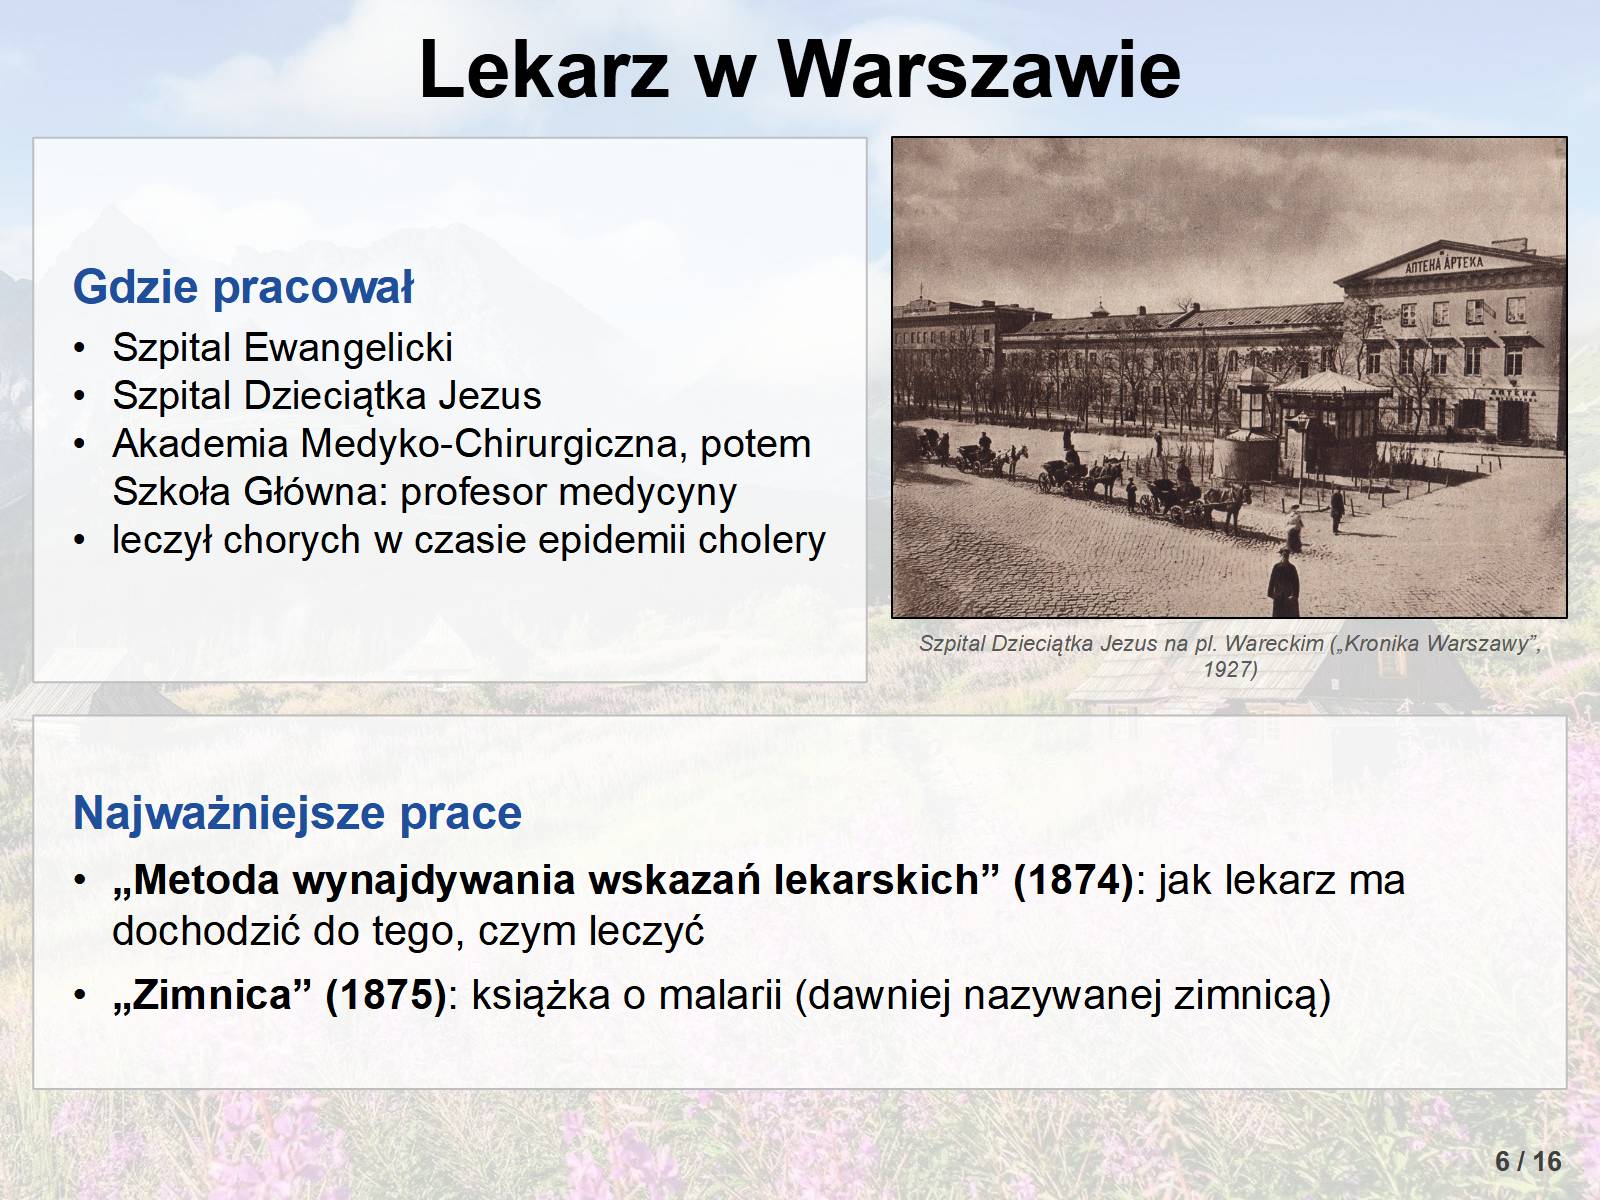 Lekarz w Warszawie
Gdzie pracował
• Szpital Ewangelicki
• Szpital Dzieciątka Jezus
• Akademia Medyko-Chirurgiczna, potem
Szkoła Główna: profesor medycyny
• leczył chorych w czasie epidemii cholery
АПТЕКА APTEKA
АПТЕКА
Szpital Dzieciątka Jezus na pl. Wareckim („Kronika Warszawy”,
1927)
Najważniejsze prace
• „Metoda wynajdywania wskazań lekarskich” (1874): jak lekarz ma
dochodzić do tego, czym leczyć
• „Zimnica” (1875): książka o malarii (dawniej nazywanej zimnicą)
6 / 16